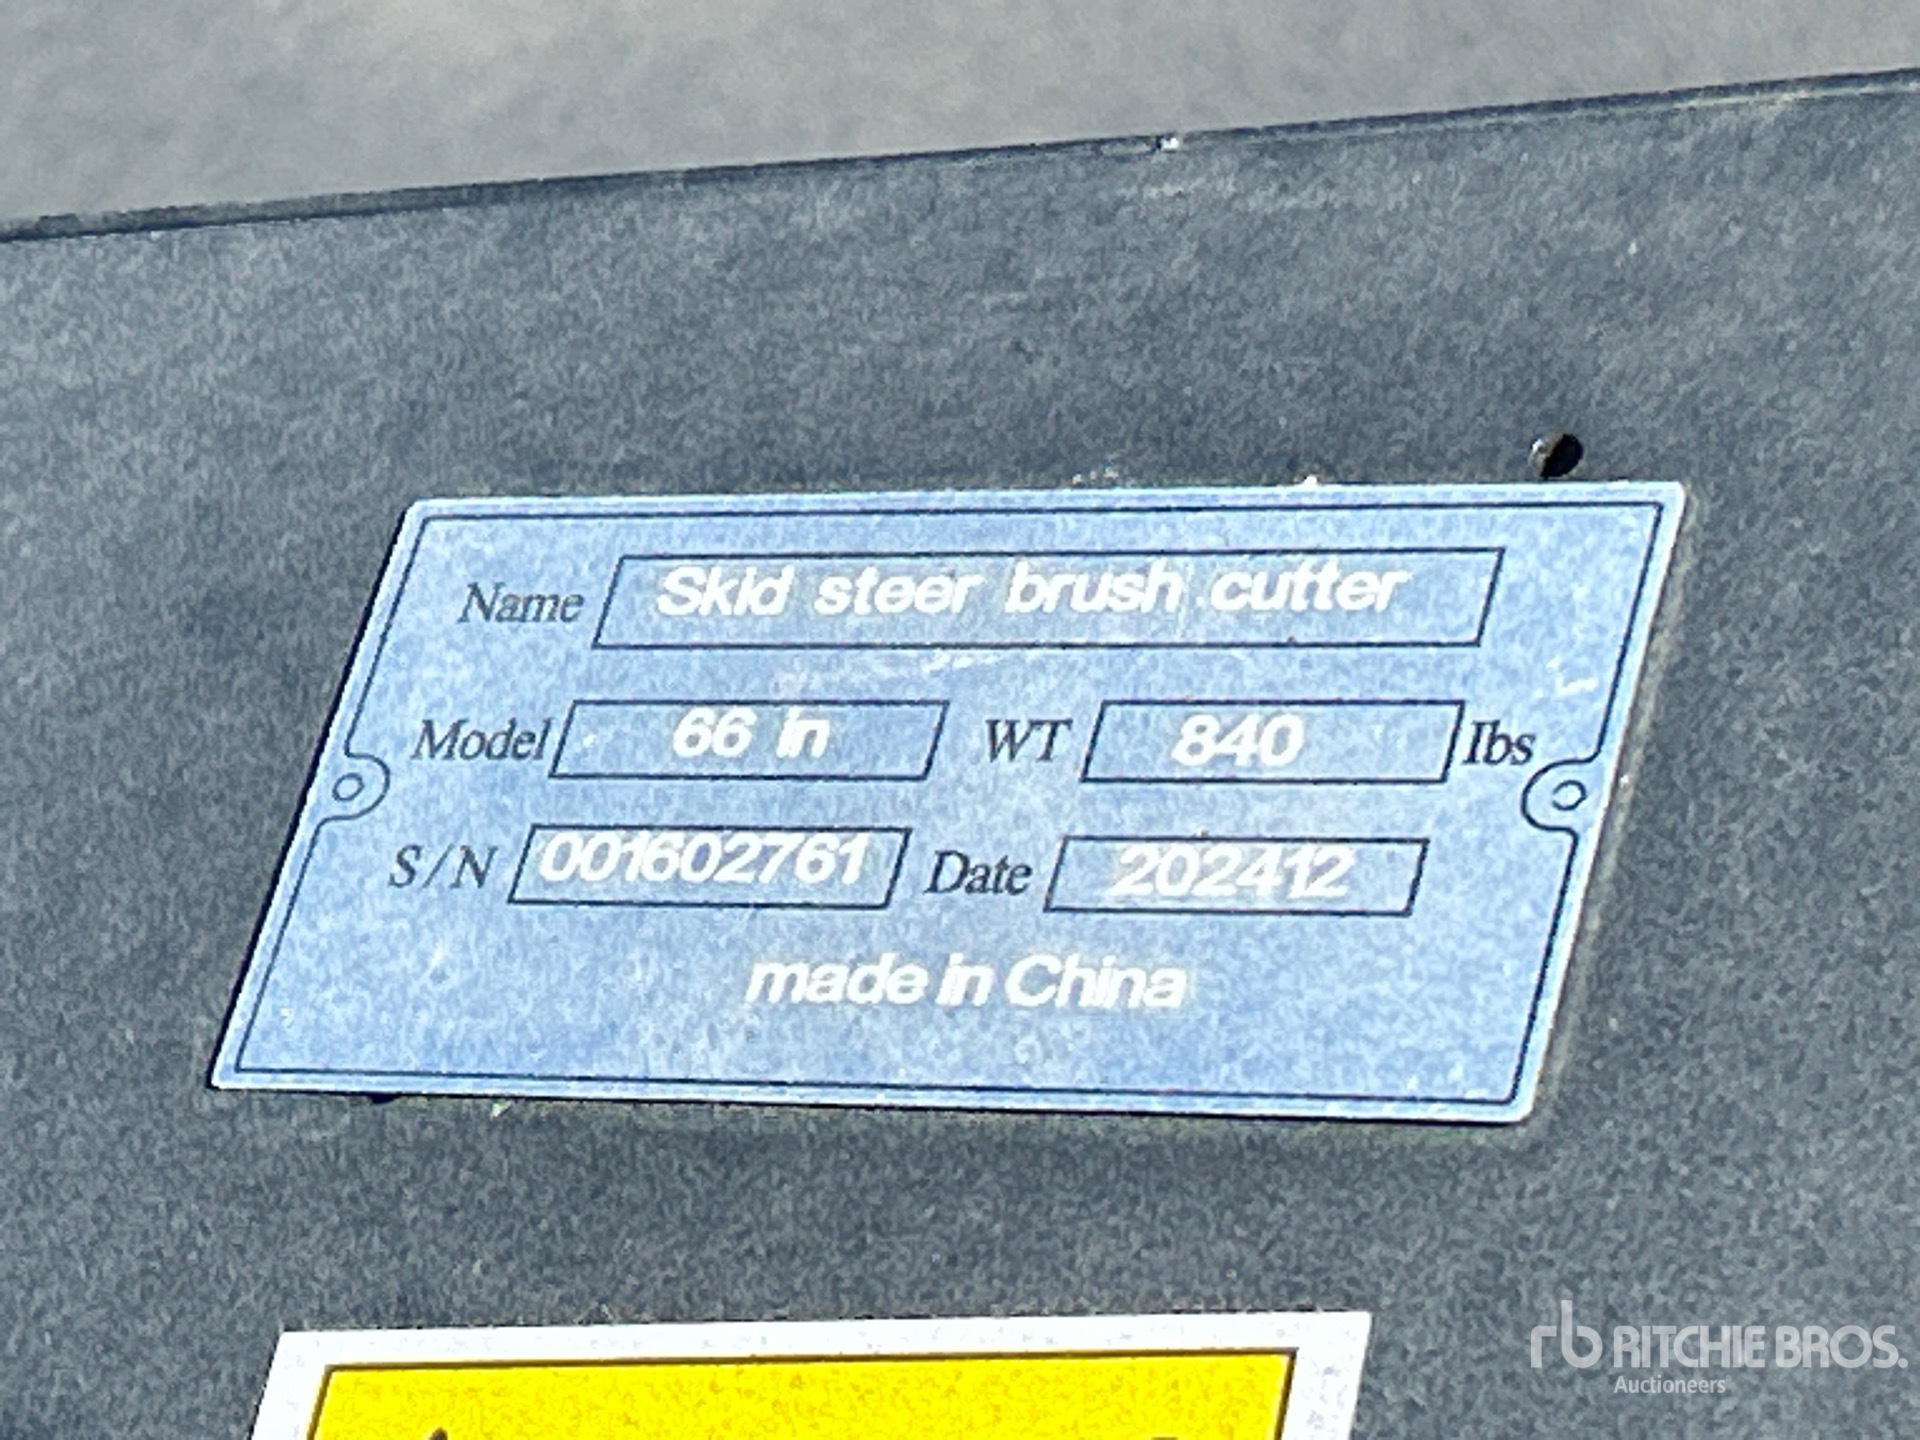 Name Skid steer brush cutter
Model 66 in WT 840 lbs
S/N 001602761 Date 202412
made in China
rb RITCHIE BROS.
Auctioneers